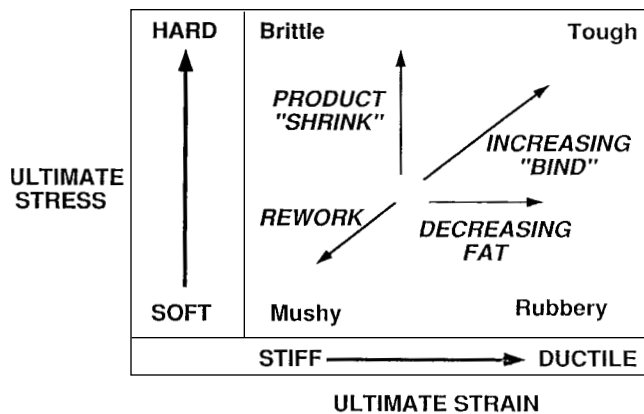 HARD
Brittle
Tough
PRODUCT
"SHRINK"
INCREASING
"BIND"
ULTIMATE
STRESS
REWORK
DECREASING
FAT
SOFT
Mushy
Rubbery
STIFF
DUCTILE
ULTIMATE STRAIN